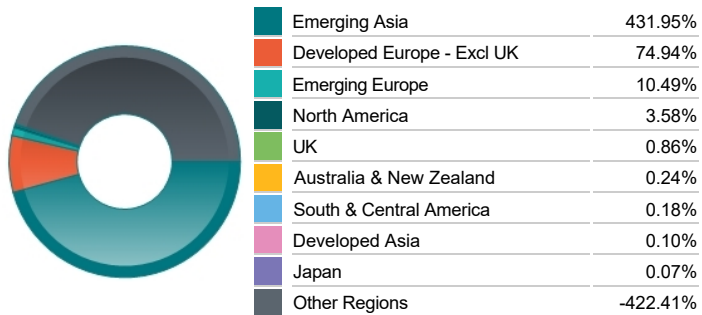 Emerging Asia 431.95%
Developed Europe - Excl UK 74.94%
Emerging Europe 10.49%
North America 3.58%
UK 0.86%
Australia & New Zealand 0.24%
South & Central America 0.18%
Developed Asia 0.10%
Japan 0.07%
Other Regions -422.41%